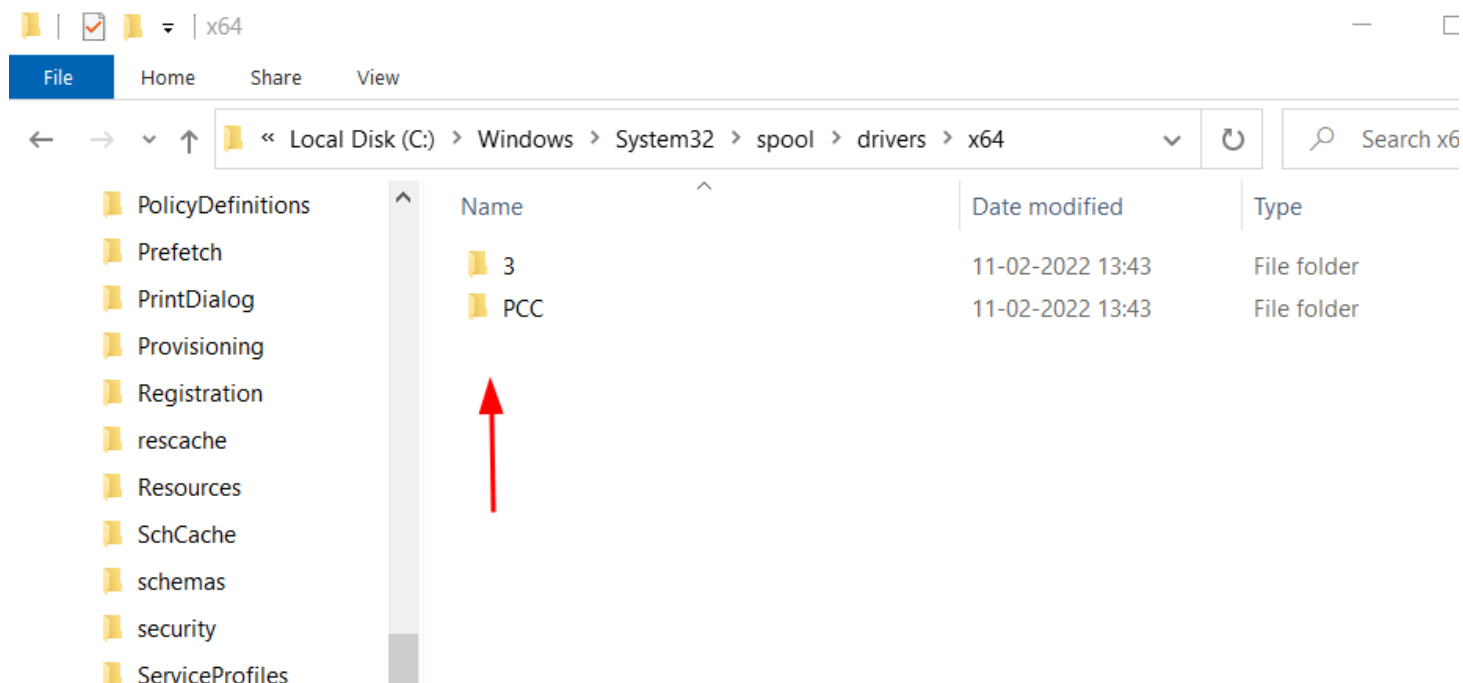 x64
File Home Share View
« Local Disk (C:) > Windows > System32 > spool > drivers > x64
Search x6
PolicyDefinitions
Prefetch
PrintDialog
Provisioning
Registration
rescache
Resources
SchCache
schemas
security
ServiceProfiles
Name Date modified Type
3 11-02-2022 13:43 File folder
PCC 11-02-2022 13:43 File folder